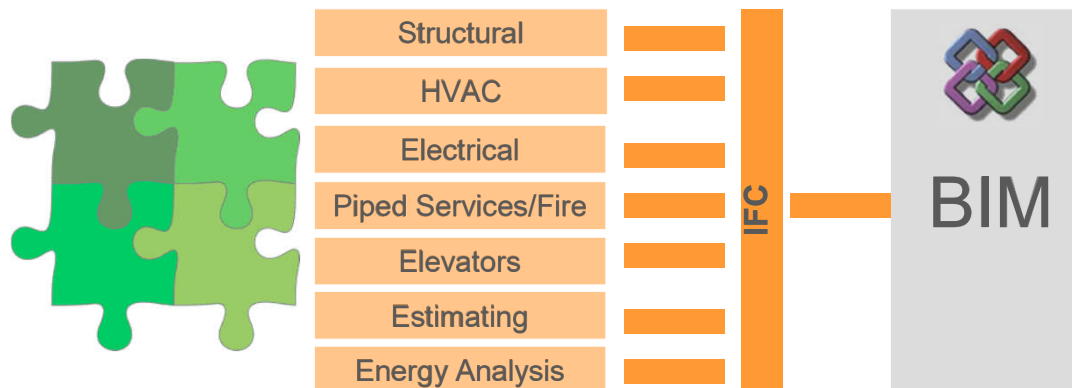 Structural
HVAC
Electrical
Piped Services/Fire
Elevators
Estimating
Energy Analysis
IFC
BIM